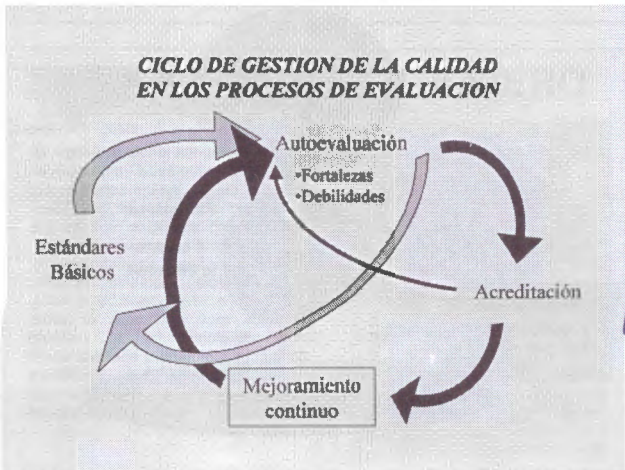 CICLO DE GESTION DE LA CALIDAD
EN LOS PROCESOS DE EVALUACION
Autoevaluación
•Fortalezas
•Debilidades
Estándares
Básicos
Acreditación
Mejoramiento
continuo